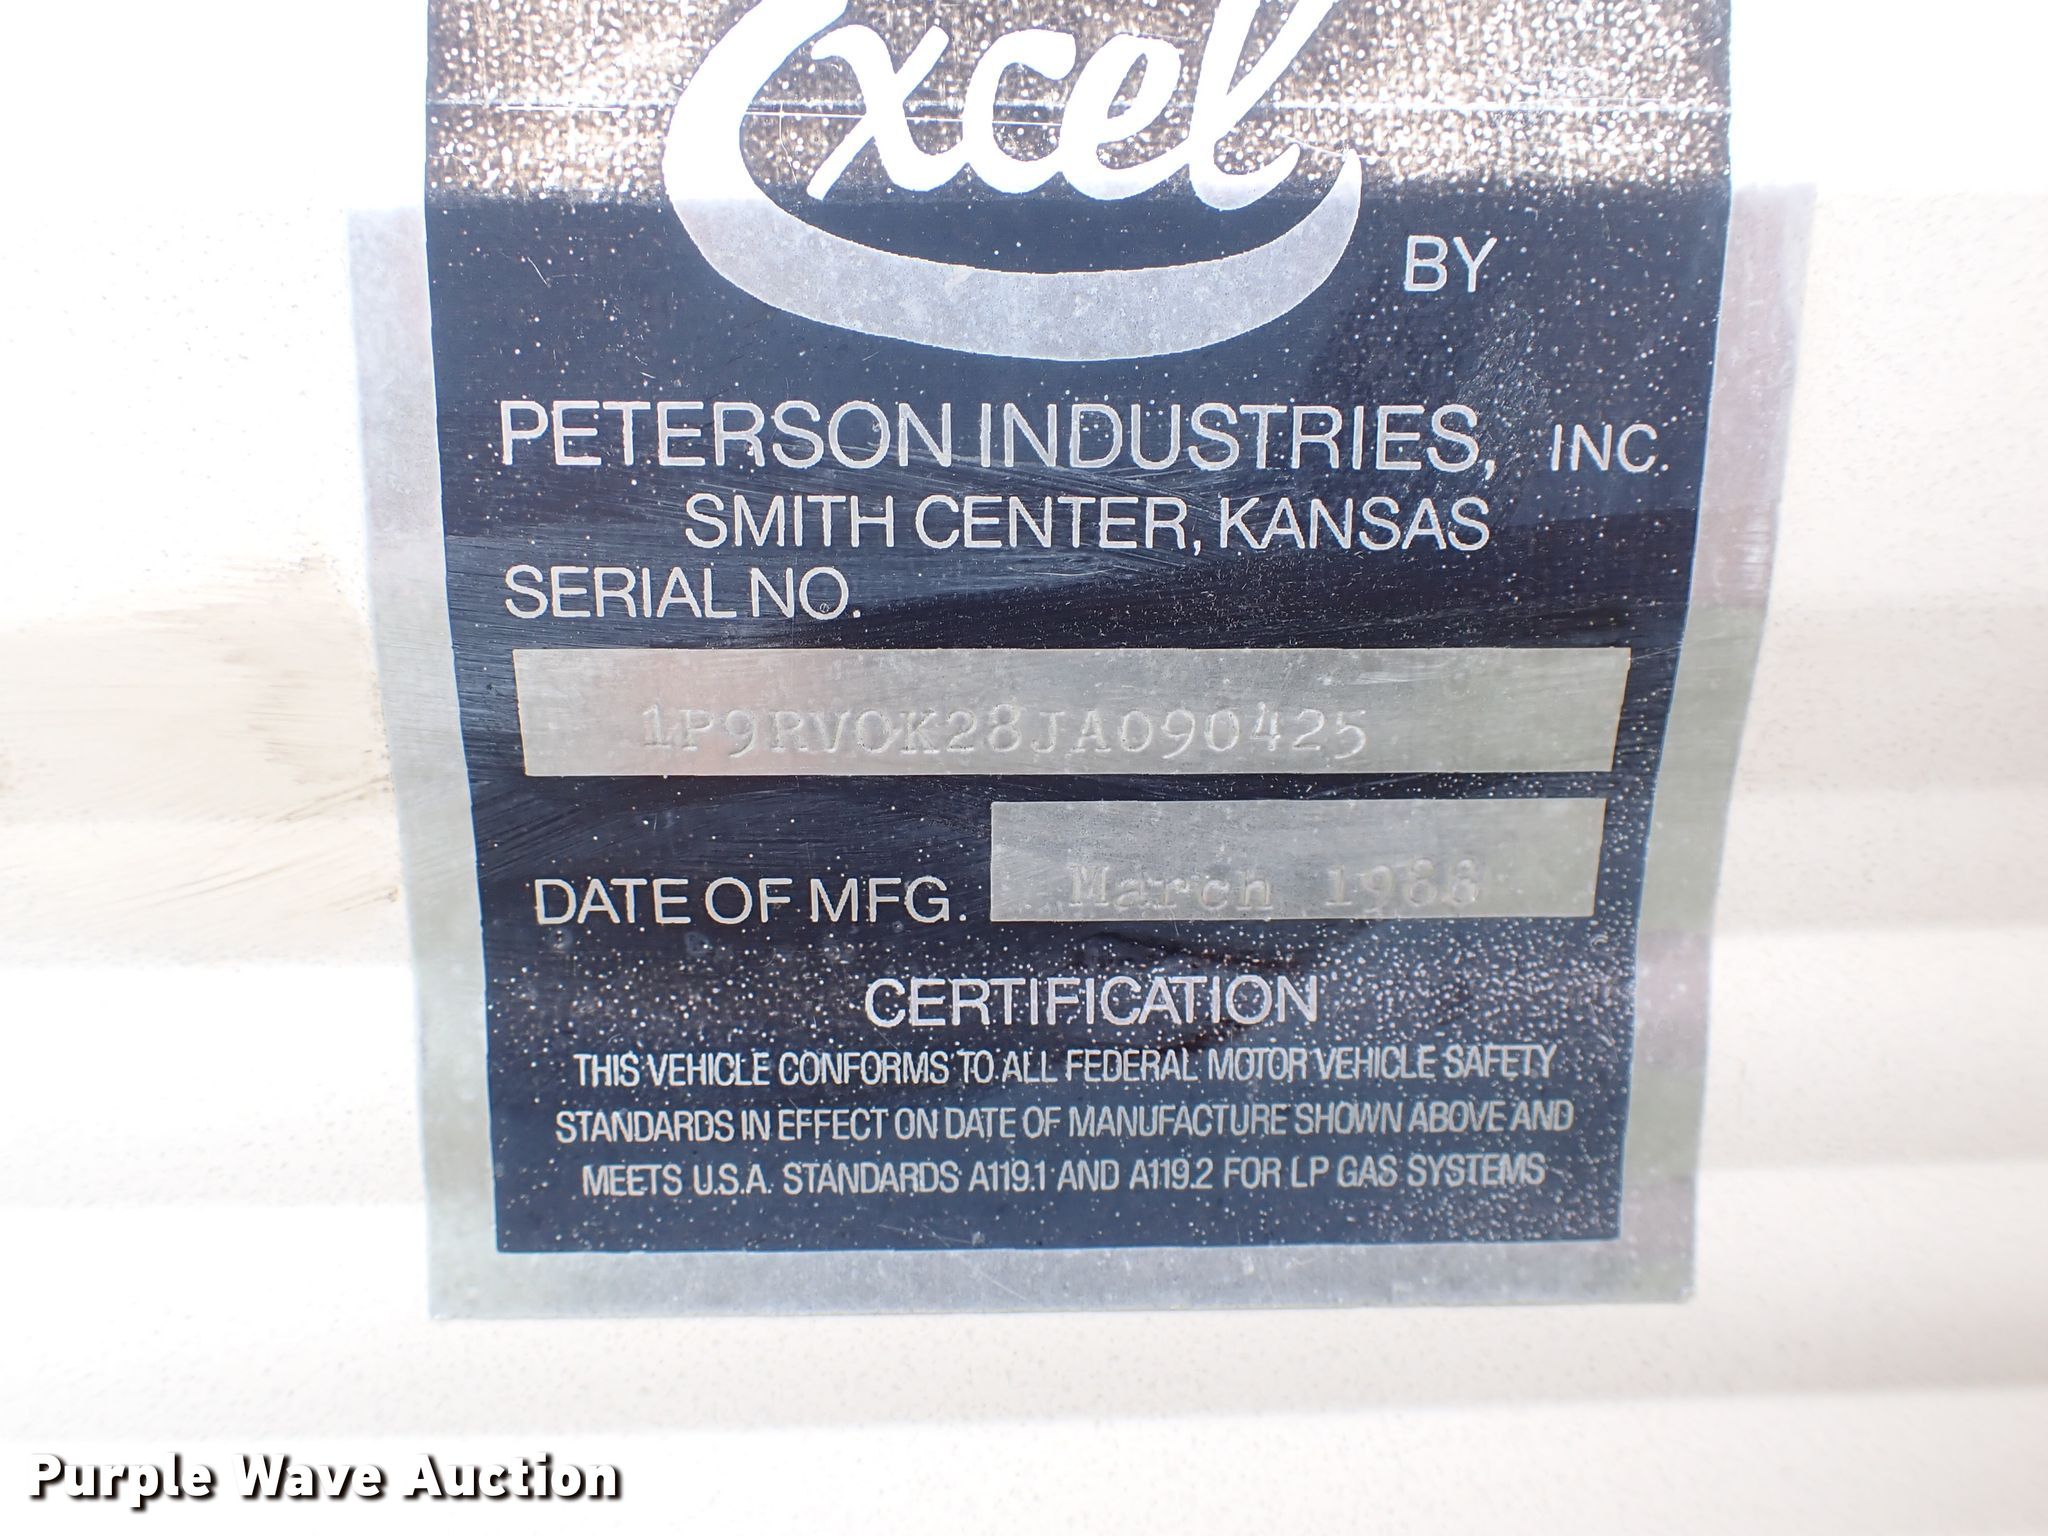 Excel
BY
PETERSON INDUSTRIES, INC.
SMITH CENTER, KANSAS
SERIAL NO.
1P9RV0K28JA090425
DATE OF MFG. March 1988
CERTIFICATION
THIS VEHICLE CONFORMS TO ALL FEDERAL MOTOR VEHICLE SAFETY
STANDARDS IN EFFECT ON DATE OF MANUFACTURE SHOWN ABOVE AND
MEETS U.S.A. STANDARDS A119.1 AND A119.2 FOR LP GAS SYSTEMS
Purple Wave Auction